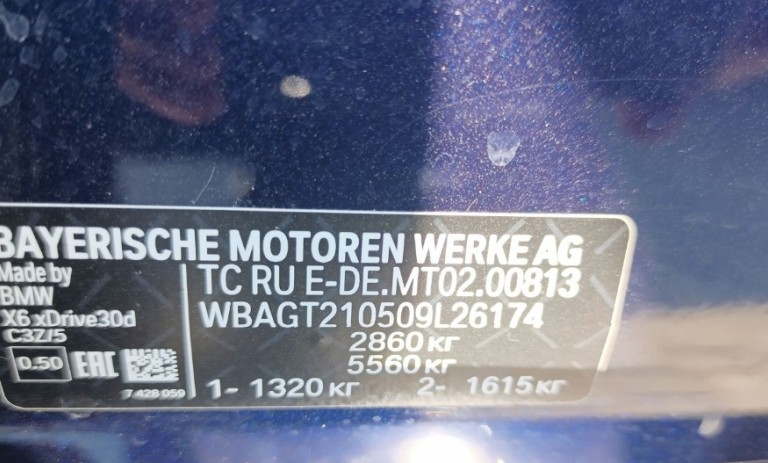 BAYERISCHE MOTOREN WERKE AG
Made by
BMW
X6 xDrive30d
C3Z/5
0.50 EAC
7 428 059
TC RU E-DE.MT02.00813
WBAGT210509L26174
2860 кг
5560 кг
1- 1320 кг 2- 1615 кг